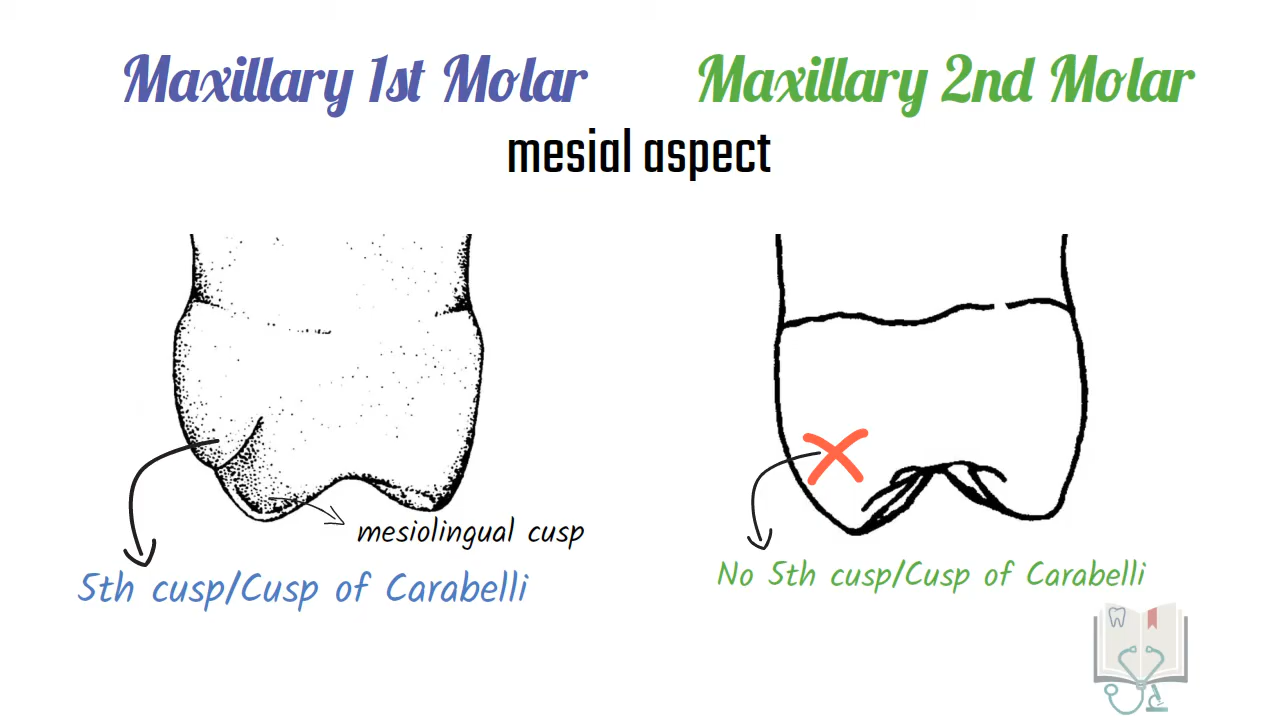 Maxillary 1st Molar
Maxillary 2nd Molar
mesial aspect
mesiolingual cusp
5th cusp/Cusp of Carabelli
No 5th cusp/Cusp of Carabelli